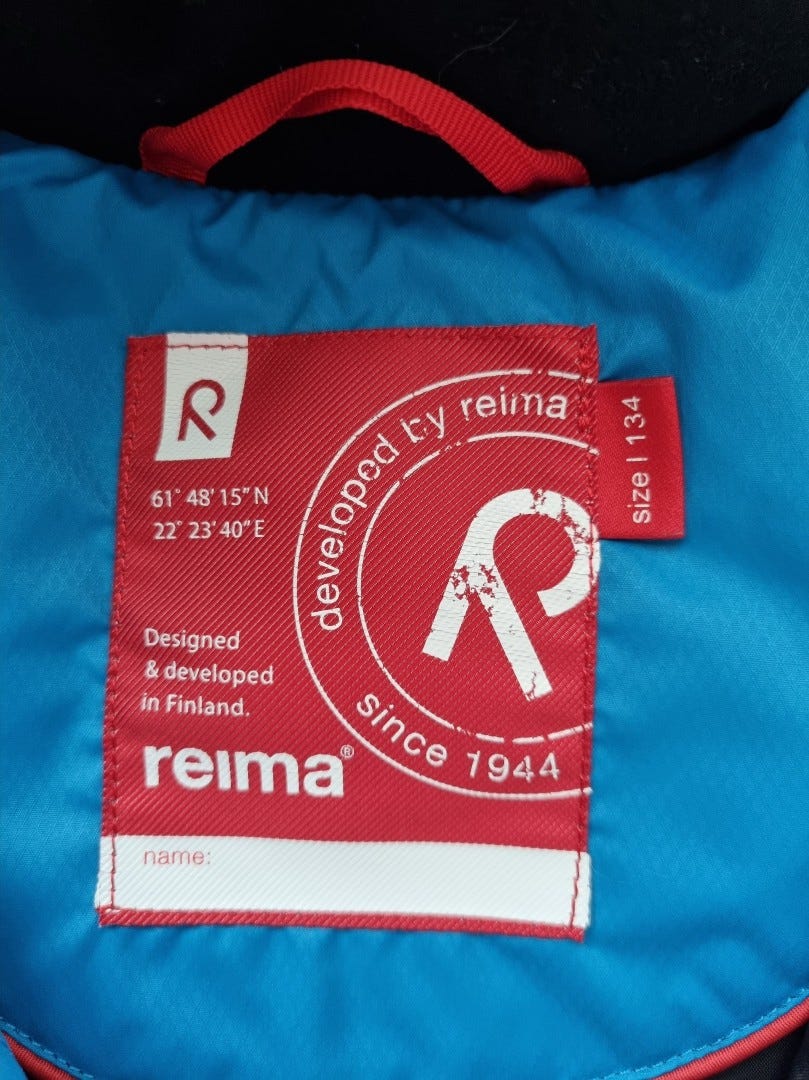 developed by reima
size | 134
61° 48' 15" N
22° 23' 40" E
Designed
& developed
in Finland.
since 1944
reima®
name: